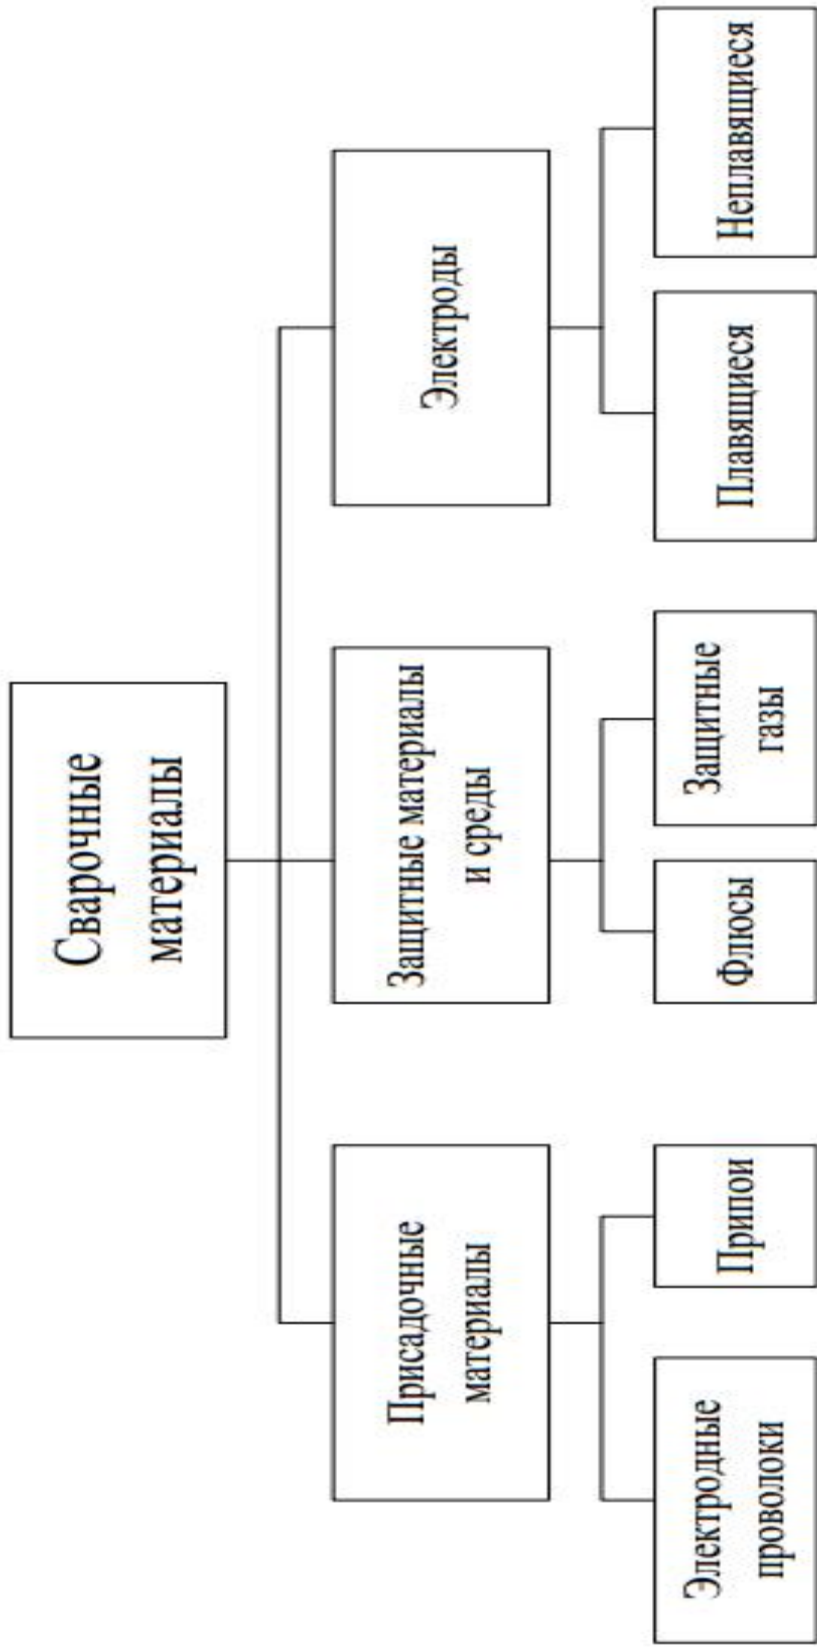 Сварочные
материалы
Присадочные
материалы
Защитные материалы
и среды
Электроды
Электродные
проволоки
Припои
Флюсы
Защитные
газы
Плавящиеся
Неплавящиеся